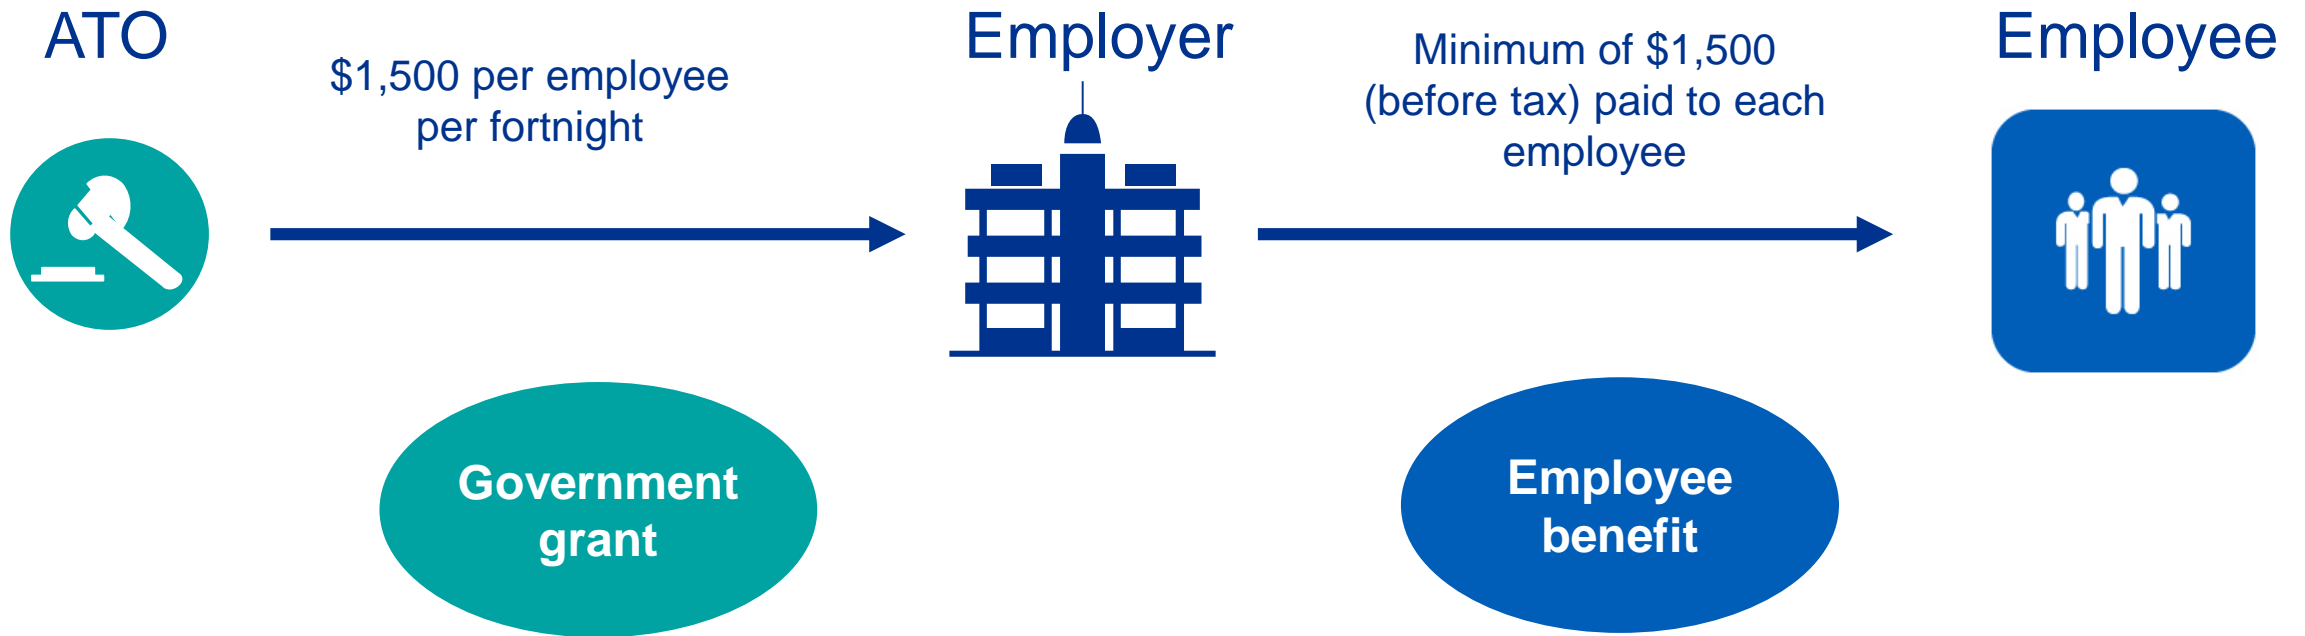 ATO
$1,500 per employee
per fortnight
Employer
Minimum of $1,500
(before tax) paid to each
employee
Employee
Government
grant
Employee
benefit